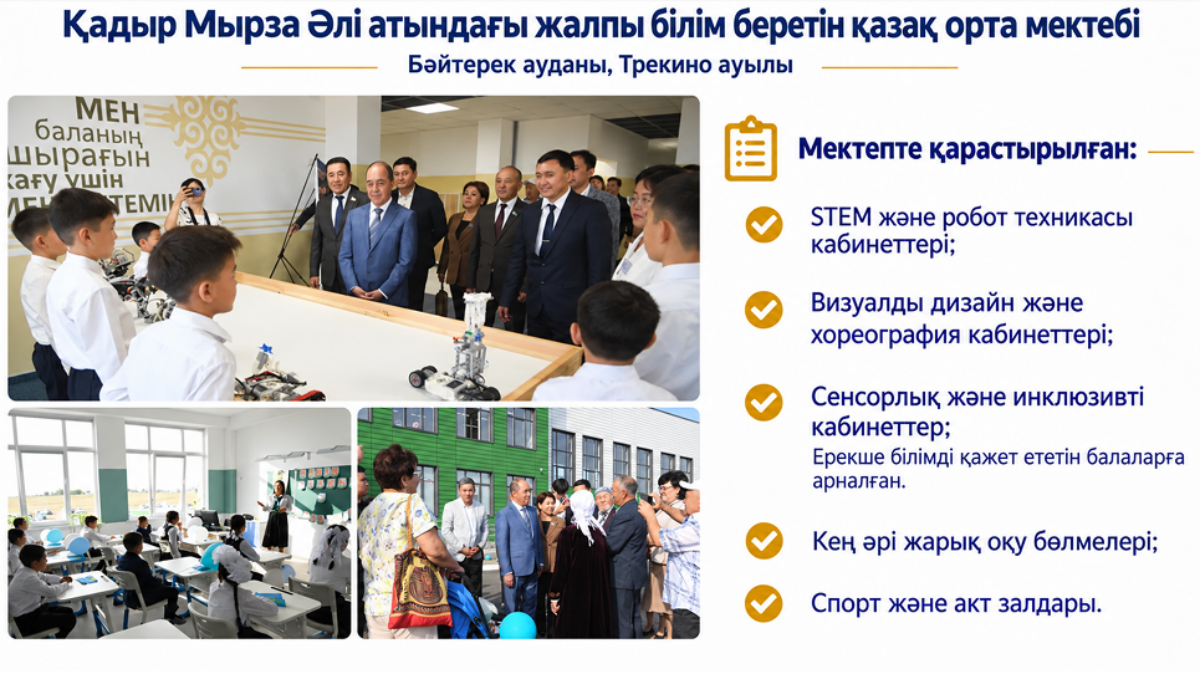 Қадыр Мырза Әлі атындағы жалпы білім беретін қазақ орта мектебі
Бәйтерек ауданы, Трекино ауылы
МЕН
баланың
шырағын
жағу үшін
Мектепте қарастырылған:
STEM және робот техникасы
кабинеттері;
Визуалды дизайн және
хореография кабинеттері;
Сенсорлық және инклюзивті
кабинеттер;
Ерекше білімді қажет ететін балаларға
арналған.
Кең әрі жарық оқу бөлмелері;
Спорт және акт залдары.